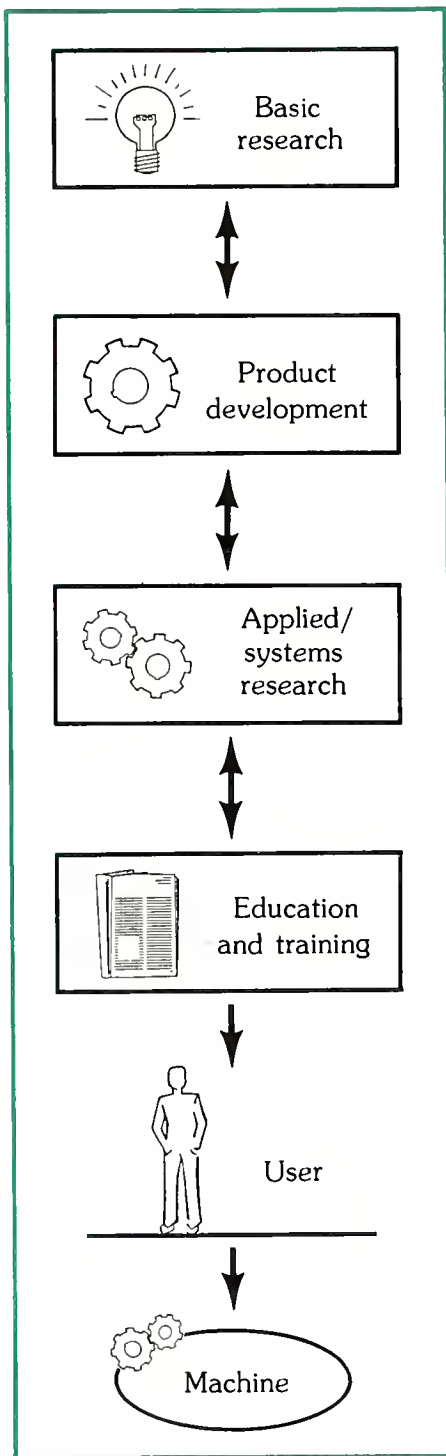 Basic
research
Product
development
Applied/
systems
research
Education
and training
User
Machine